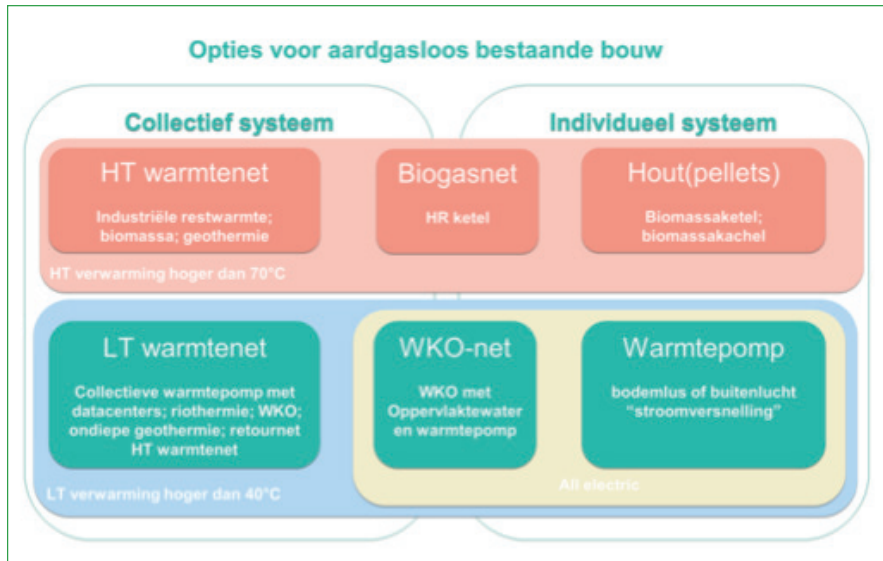 Opties voor aardgasloos bestaande bouw
Collectief systeem
Individueel systeem
HT warmtenet
Industriële restwarmte;
biomassa; geothermie
Biogasnet
HR ketel
Hout(pellets)
Biomassaketel;
biomassakachel
HT verwarming hoger dan 70°C
LT warmtenet
Collectieve warmtepomp met
datacenters; riothermie; WKO;
ondiepe geothermie; retournet
HT warmtenet
WKO-net
WKO met
Oppervlaktewater
en warmtepomp
Warmtepomp
bodemlus of buitenlucht
“stroomversnelling”
All electric
LT verwarming hoger dan 40°C